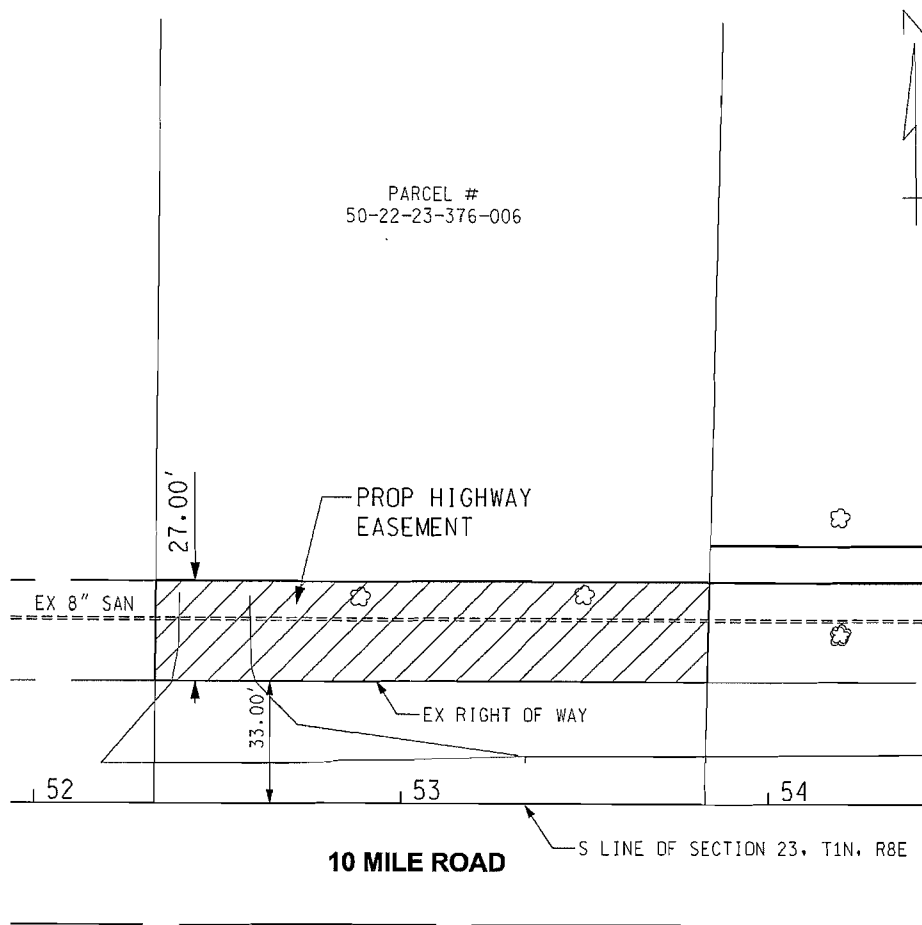 PARCEL #
50-22-23-376-006
27.00'
PROP HIGHWAY
EASEMENT
EX 8" SAN
33.00'
EX RIGHT OF WAY
52
53
54
S LINE OF SECTION 23, T1N, R8E
10 MILE ROAD